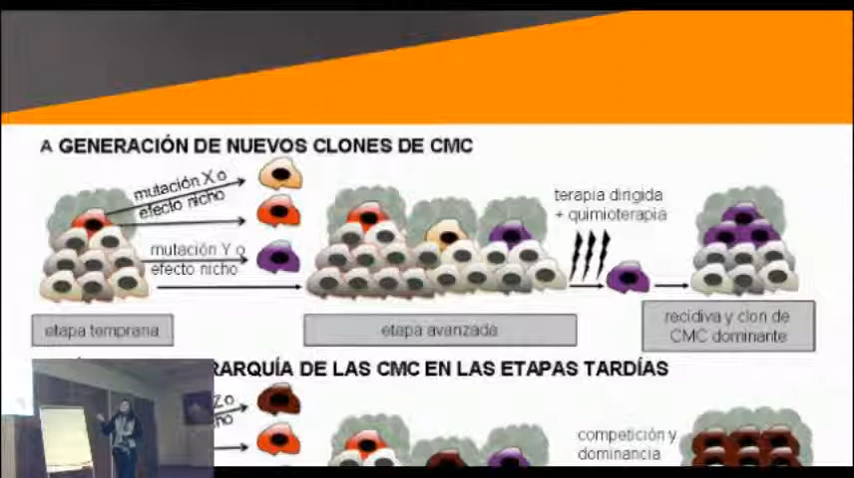 A GENERACIÓN DE NUEVOS CLONES DE CMC
mutación X o
efecto nicho
mutación Y o
efecto nicho
terapia dirigida
+ quimioterapia
etapa temprana
etapa avanzada
recidiva y clon de
CMC dominante
RARQUÍA DE LAS CMC EN LAS ETAPAS TARDÍAS
Z o
ho
competición y
dominancia